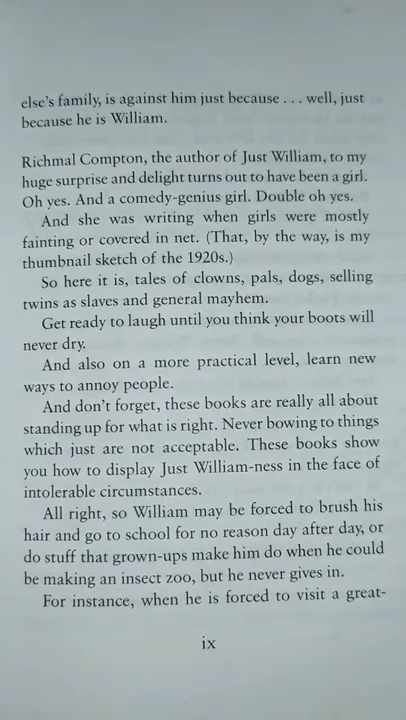 else's family, is against him just because . . . well, just
because he is William.
Richmal Compton, the author of Just William, to my
huge surprise and delight turns out to have been a girl.
Oh yes. And a comedy-genius girl. Double oh yes.
And she was writing when girls were mostly
fainting or covered in net. (That, by the way, is my
thumbnail sketch of the 1920s.)
So here it is, tales of clowns, pals, dogs, selling
twins as slaves and general mayhem.
Get ready to laugh until you think your boots will
never dry.
And also on a more practical level, learn new
ways to annoy people.
And don't forget, these books are really all about
standing up for what is right. Never bowing to things
which just are not acceptable. These books show
you how to display Just William-ness in the face of
intolerable circumstances.
All right, so William may be forced to brush his
hair and go to school for no reason day after day, or
do stuff that grown-ups make him do when he could
be making an insect zoo, but he never gives in.
For instance, when he is forced to visit a great-
ix